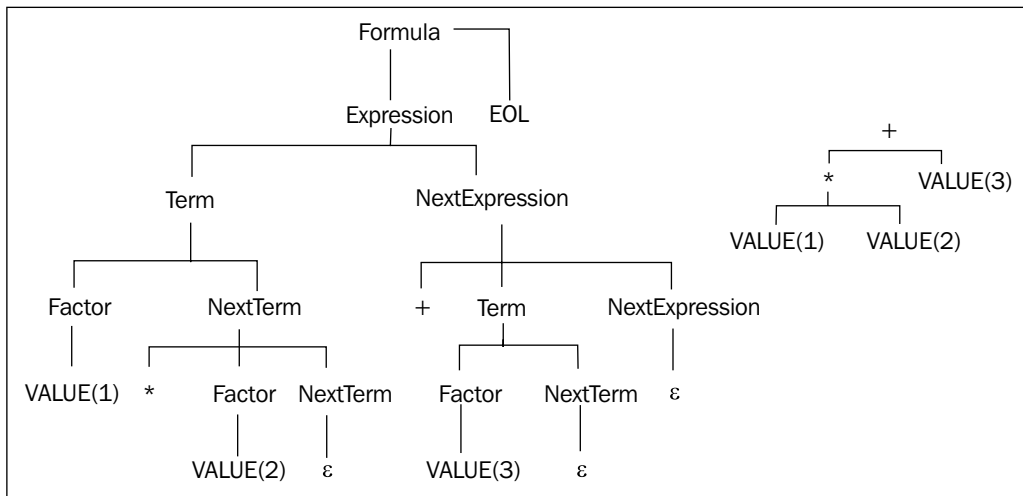 Formula
Expression EOL
+
* VALUE(3)
Term NextExpression
VALUE(1) VALUE(2)
Factor NextTerm + Term NextExpression
VALUE(1) * Factor NextTerm Factor NextTerm ε
VALUE(2) ε VALUE(3) ε